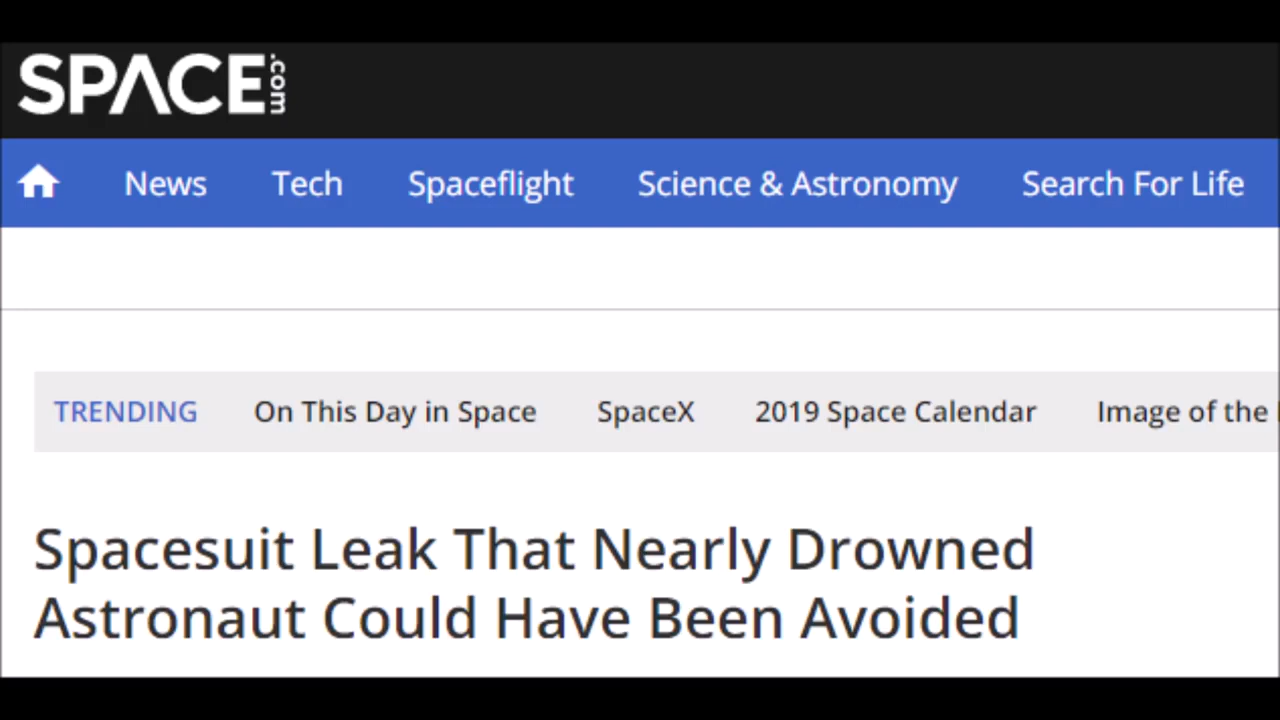 SPACE.com
News Tech Spaceflight Science & Astronomy Search For Life
TRENDING On This Day in Space SpaceX 2019 Space Calendar Image of the
Spacesuit Leak That Nearly Drowned
Astronaut Could Have Been Avoided